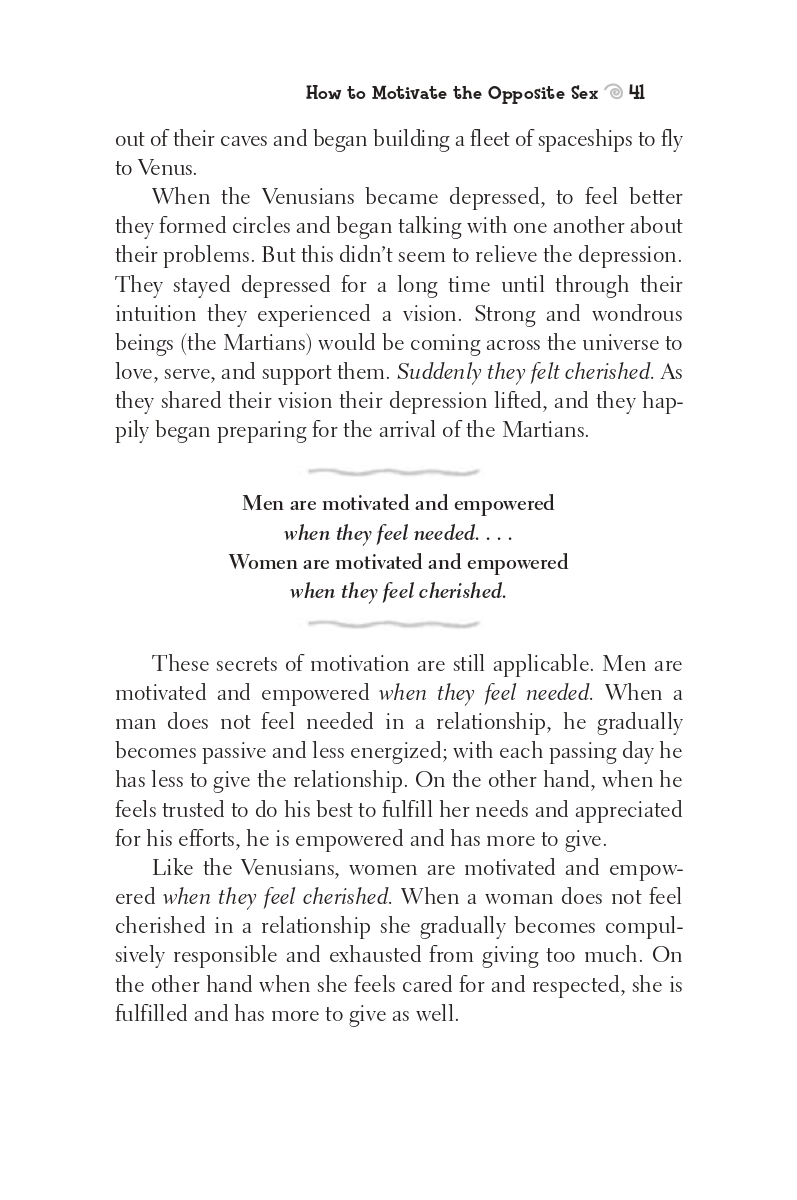 How to Motivate the Opposite Sex 41
out of their caves and began building a fleet of spaceships to fly
to Venus.
When the Venusians became depressed, to feel better
they formed circles and began talking with one another about
their problems. But this didn’t seem to relieve the depression.
They stayed depressed for a long time until through their
intuition they experienced a vision. Strong and wondrous
beings (the Martians) would be coming across the universe to
love, serve, and support them. Suddenly they felt cherished. As
they shared their vision their depression lifted, and they hap-
pily began preparing for the arrival of the Martians.
Men are motivated and empowered
when they feel needed. . . .
Women are motivated and empowered
when they feel cherished.
These secrets of motivation are still applicable. Men are
motivated and empowered when they feel needed. When a
man does not feel needed in a relationship, he gradually
becomes passive and less energized; with each passing day he
has less to give the relationship. On the other hand, when he
feels trusted to do his best to fulfill her needs and appreciated
for his efforts, he is empowered and has more to give.
Like the Venusians, women are motivated and empow-
ered when they feel cherished. When a woman does not feel
cherished in a relationship she gradually becomes compul-
sively responsible and exhausted from giving too much. On
the other hand when she feels cared for and respected, she is
fulfilled and has more to give as well.